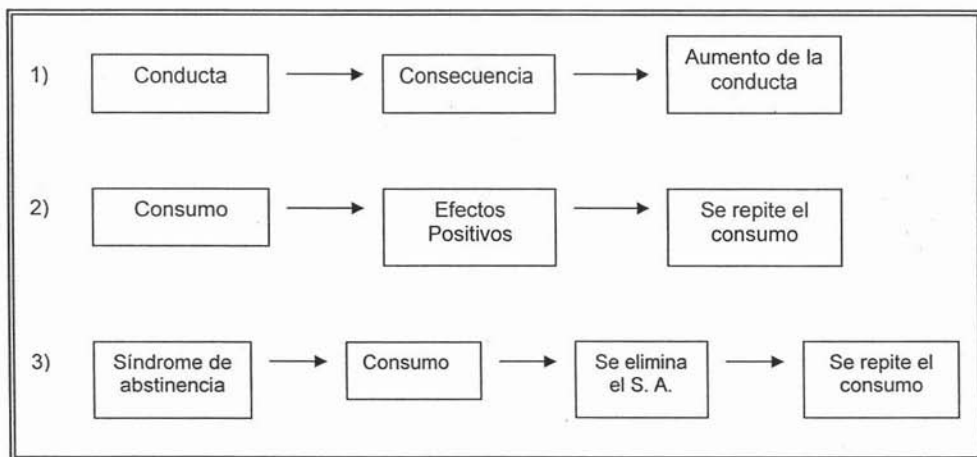 1)
Conducta
Consecuencia
Aumento de la
conducta
2)
Consumo
Efectos
Positivos
Se repite el
consumo
3)
Síndrome de
abstinencia
Consumo
Se elimina
el S. A.
Se repite el
consumo